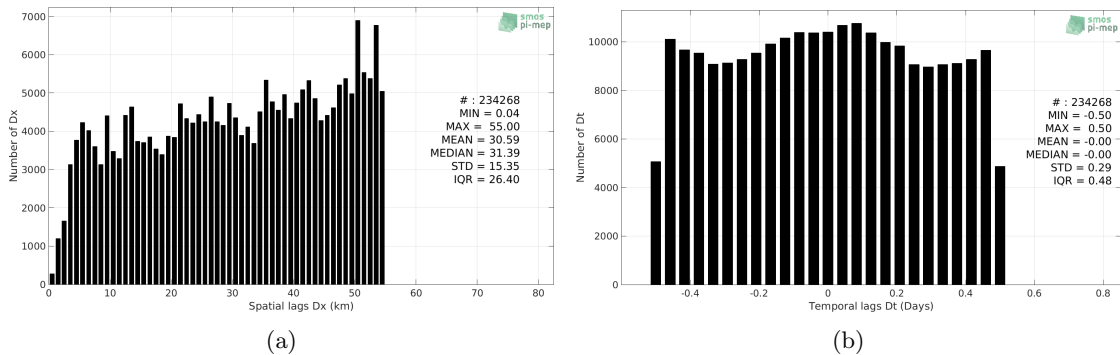 7000
6000
5000
4000
3000
2000
1000
0
Number of Dx
0 10 20 30 40 50 60 70 80
Spatial lags Dx (km)
smos
pi-mep
# : 234268
MIN = 0.04
MAX = 55.00
MEAN = 30.59
MEDIAN = 31.39
STD = 15.35
IQR = 26.40
(a)
10000
8000
6000
4000
2000
0
Number of Dt
-0.4 -0.2 0 0.2 0.4 0.6 0.8
Temporal lags Dt (Days)
smos
pi-mep
# : 234268
MIN = -0.50
MAX = 0.50
MEAN = -0.00
MEDIAN = -0.00
STD = 0.29
IQR = 0.48
(b)